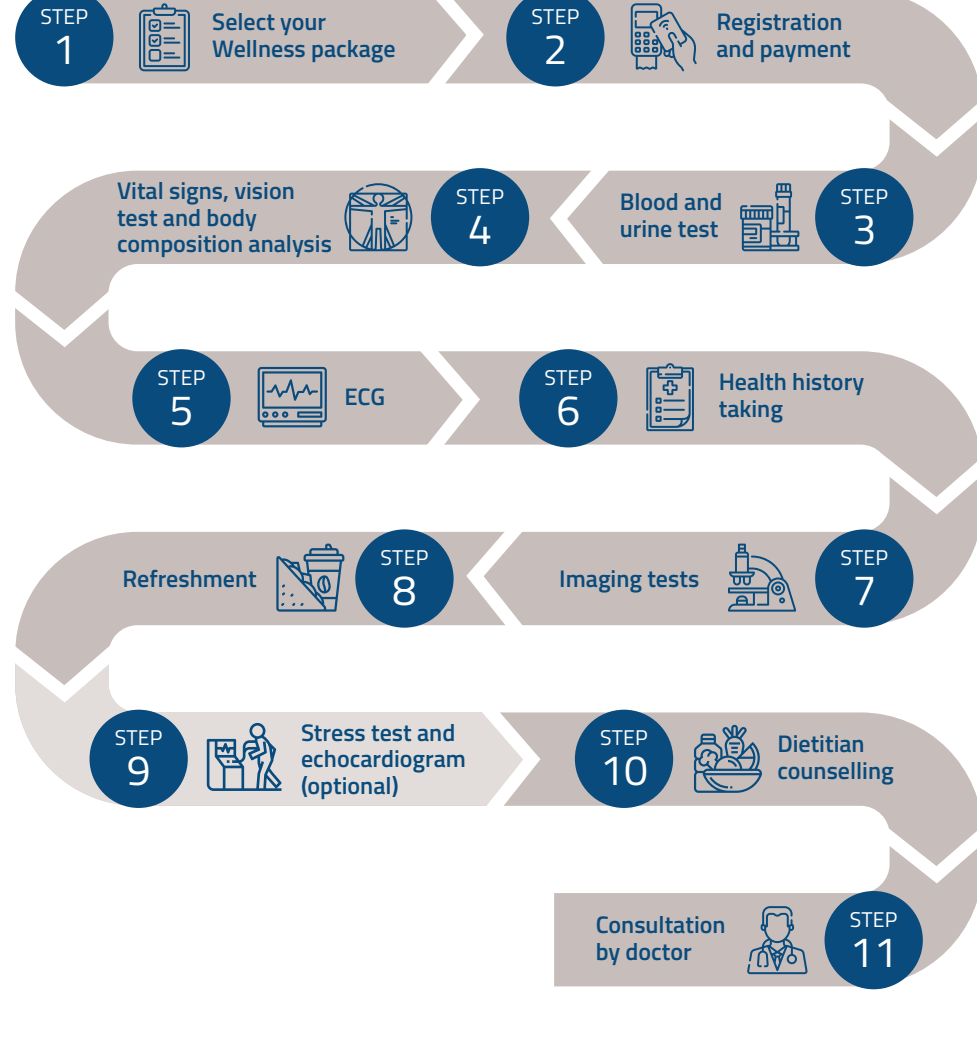 STEP
1
Select your
Wellness package
STEP
2
Registration
and payment
STEP
3
Blood and
urine test
STEP
4
Vital signs, vision
test and body
composition analysis
STEP
5
ECG
STEP
6
Health history
taking
STEP
7
Imaging tests
STEP
8
Refreshment
STEP
9
Stress test and
echocardiogram
(optional)
STEP
10
Dietitian
counselling
STEP
11
Consultation
by doctor